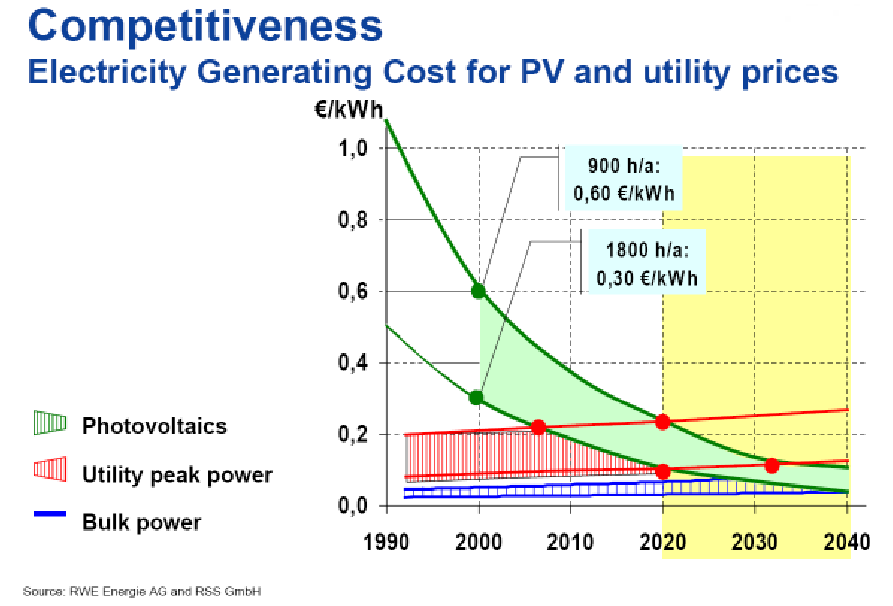 Competitiveness
Electricity Generating Cost for PV and utility prices
€/kWh
1,0
0,8
0,6
0,4
0,2
0,0
900 h/a:
0,60 €/kWh
1800 h/a:
0,30 €/kWh
Photovoltaics
Utility peak power
Bulk power
1990 2000 2010 2020 2030 2040
Source: RWE Energie AG and RSS GmbH